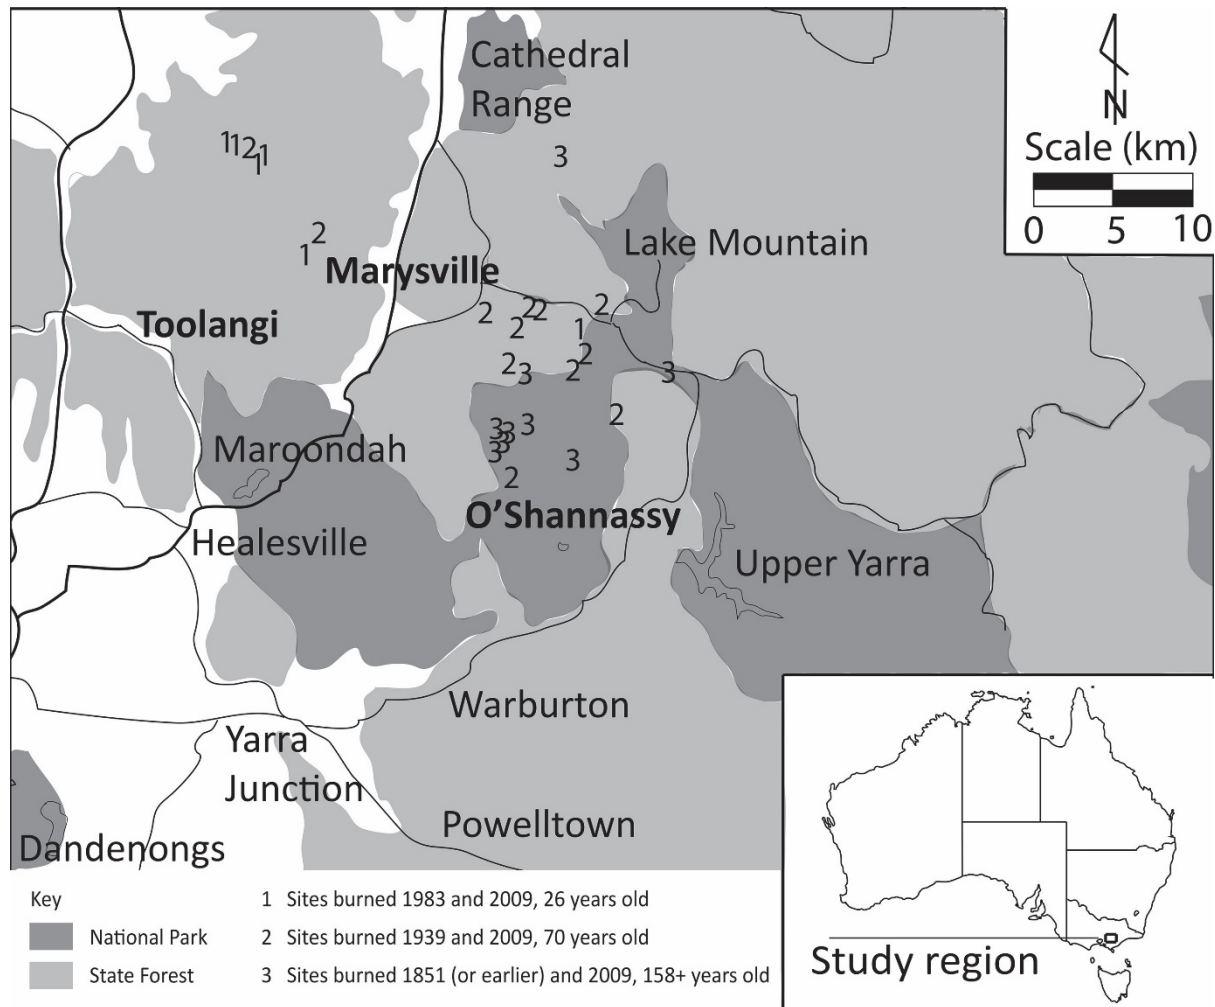 Cathedral
Range
N
Scale (km)
0 5 10
1 1 2 1 1
3
2
1
Lake Mountain
Marysville
Toolangi
2 2 2 2 2 1
2 3 2 2 3
2
3 3 3 3 3 3
3
2
Maroondah
O'Shannassy
Healesville
Upper Yarra
Warburton
Yarra
Junction
Powelltown
Dandenongs
Study region
Key
National Park
State Forest
1 Sites burned 1983 and 2009, 26 years old
2 Sites burned 1939 and 2009, 70 years old
3 Sites burned 1851 (or earlier) and 2009, 158+ years old